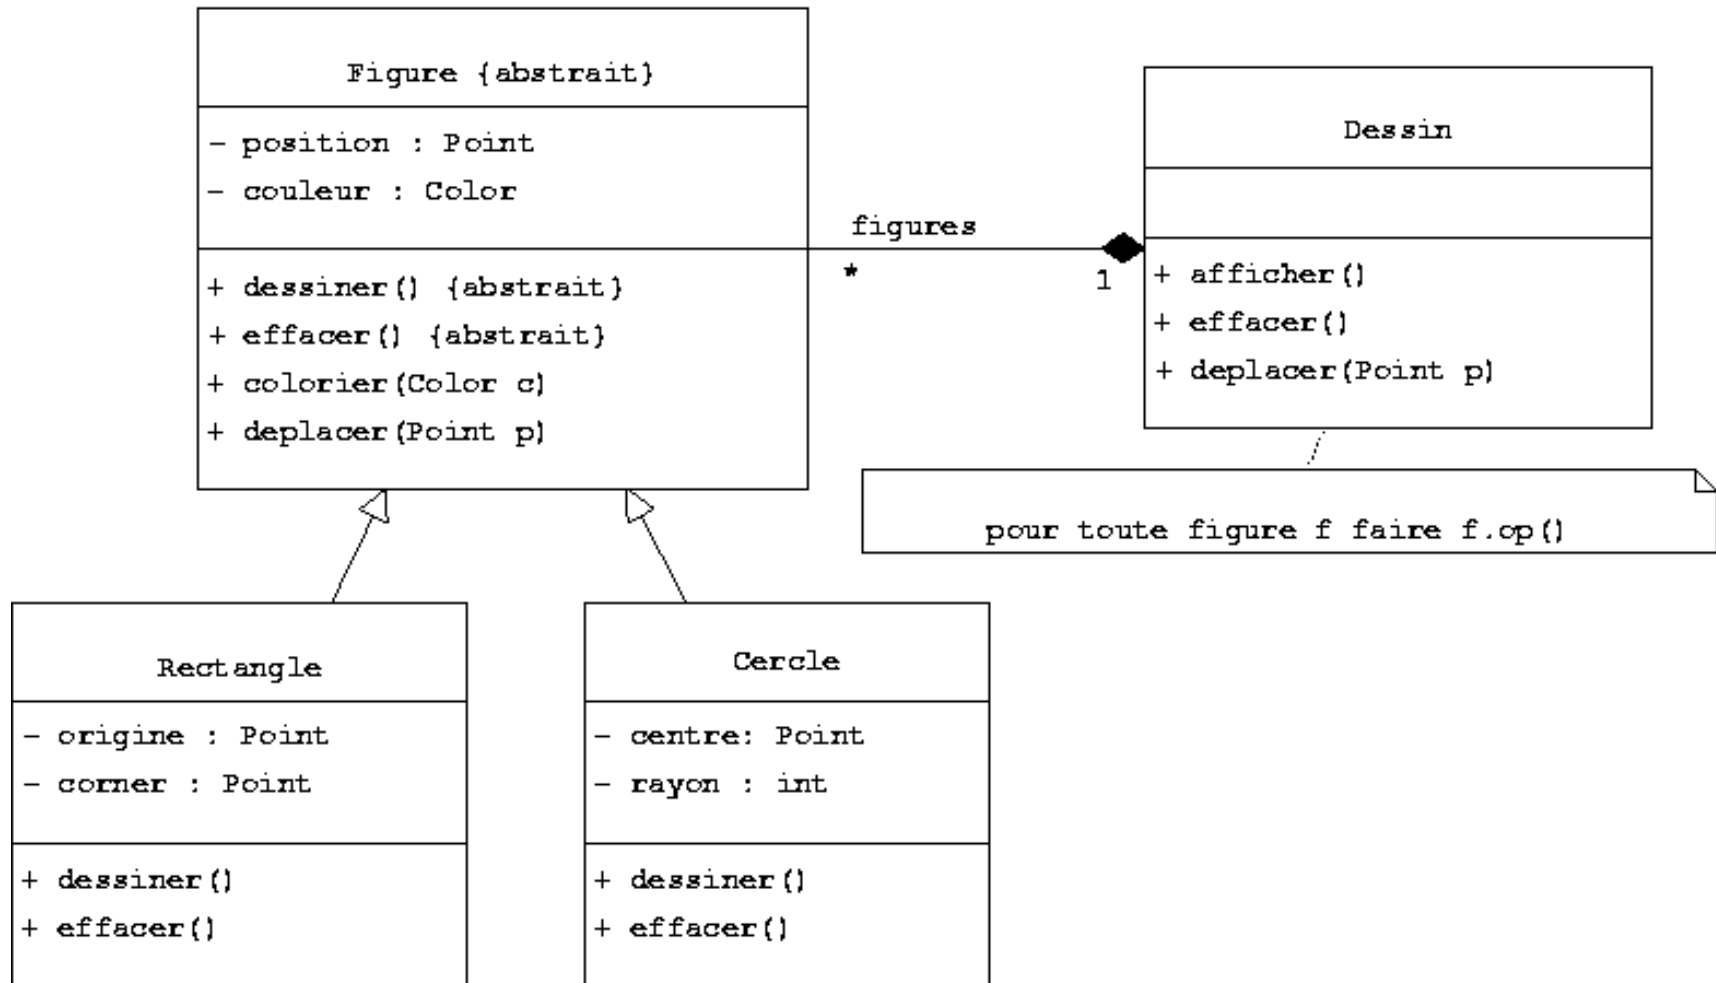 Figure {abstrait}
- position : Point
- couleur : Color
+ dessiner() {abstrait}
+ effacer() {abstrait}
+ colorier(Color c)
+ deplacer(Point p)
figures
*
1
Dessin
+ afficher()
+ effacer()
+ deplacer(Point p)
pour toute figure f faire f.op()
Rectangle
- origine : Point
- corner : Point
+ dessiner()
+ effacer()
Cercle
- centre: Point
- rayon : int
+ dessiner()
+ effacer()